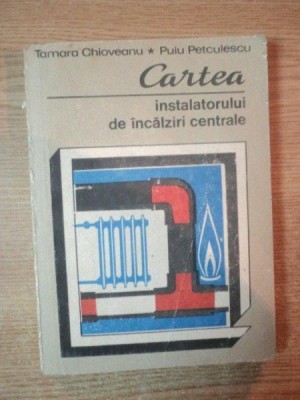 Tamara Chioveanu ★ Puiu Petculescu
Cartea
instalatorului
de încălziri centrale